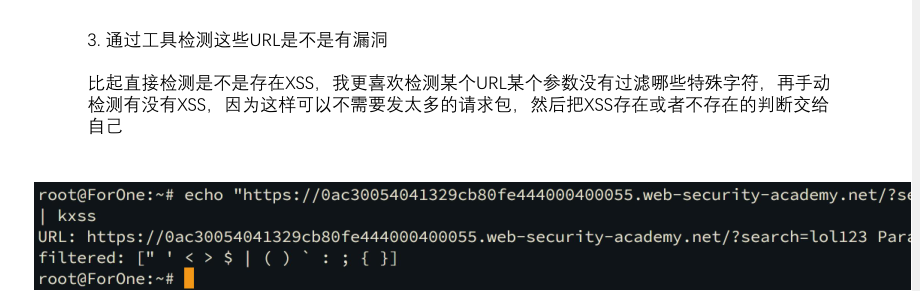 3. 通过工具检测这些URL是不是有漏洞
比起直接检测是不是存在XSS，我更喜欢检测某个URL某个参数没有过滤哪些特殊字符，再手动
检测有没有XSS，因为这样可以不需要发太多的请求包，然后把XSS存在或者不存在的判断交给
自己
root@ForOne:~# echo "https://0ac30054041329cb80fe444000400055.web-security-academy.net/?se
| kxss
URL: https://0ac30054041329cb80fe444000400055.web-security-academy.net/?search=lol123 Para
filtered: [" ' < > $ | ( ) ` : ; { }]
root@ForOne:~#